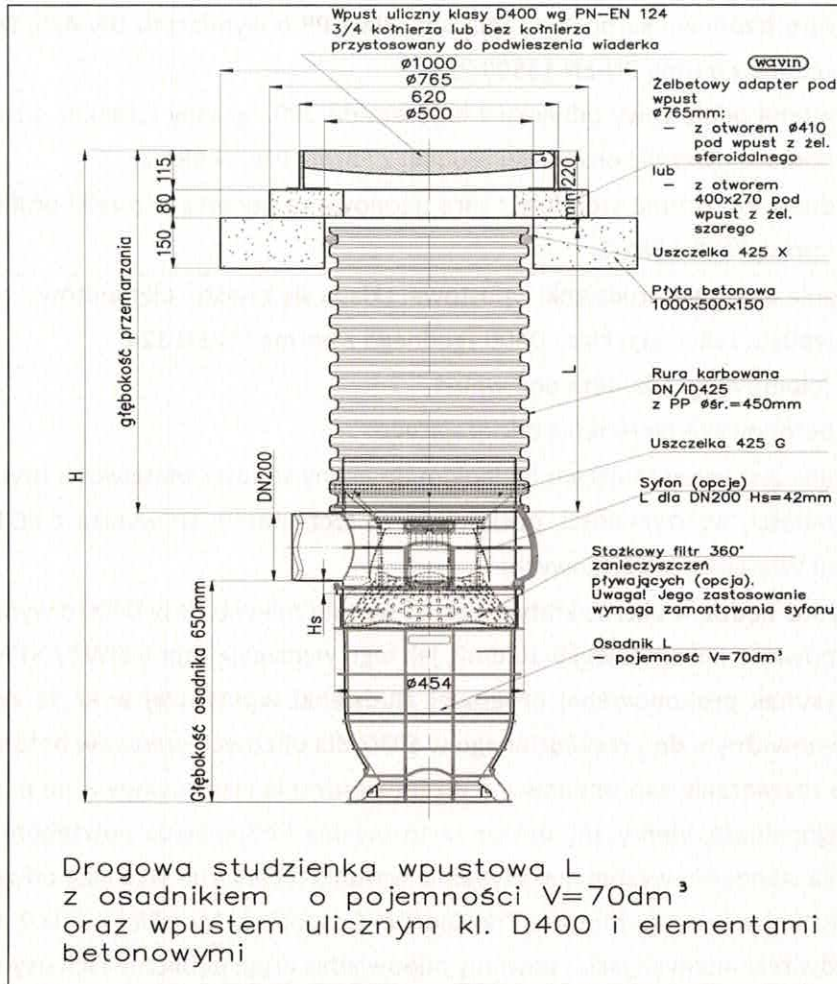 Wpust uliczny klasy D400 wg PN-EN 124
3/4 kołnierza lub bez kołnierza
przystosowany do podwieszenia wiaderka
ø1000
ø765
620
ø500
wavin
Żelbetowy adapter pod
wpust
ø765mm:
– z otworem ø410
pod wpust z żel.
sferoidalnego
lub
– z otworem
400x270 pod
wpust z żel.
szarego
Uszczelka 425 X
Płyta betonowa
1000x500x150
Rura karbowana
DN/ID425
z PP øśr.=450mm
Uszczelka 425 G
Syfon (opcje)
L dla DN200 Hs=42mm
Stożkowy filtr 360°
zanleczyszczeń
pływających (opcja).
Uwaga! Jego zastosowanie
wymaga zamontowania syfonu
Osadnik L
– pojemność V=70dm³
115
80
150
min.220
głębokość przemarzania
H
L
DN200
Hs
Głębokość osadnika 650mm
ø454
Drogowa studzienka wpustowa L
z osadnikiem o pojemności V=70dm³
oraz wpustem ulicznym kl. D400 i elementami
betonowymi